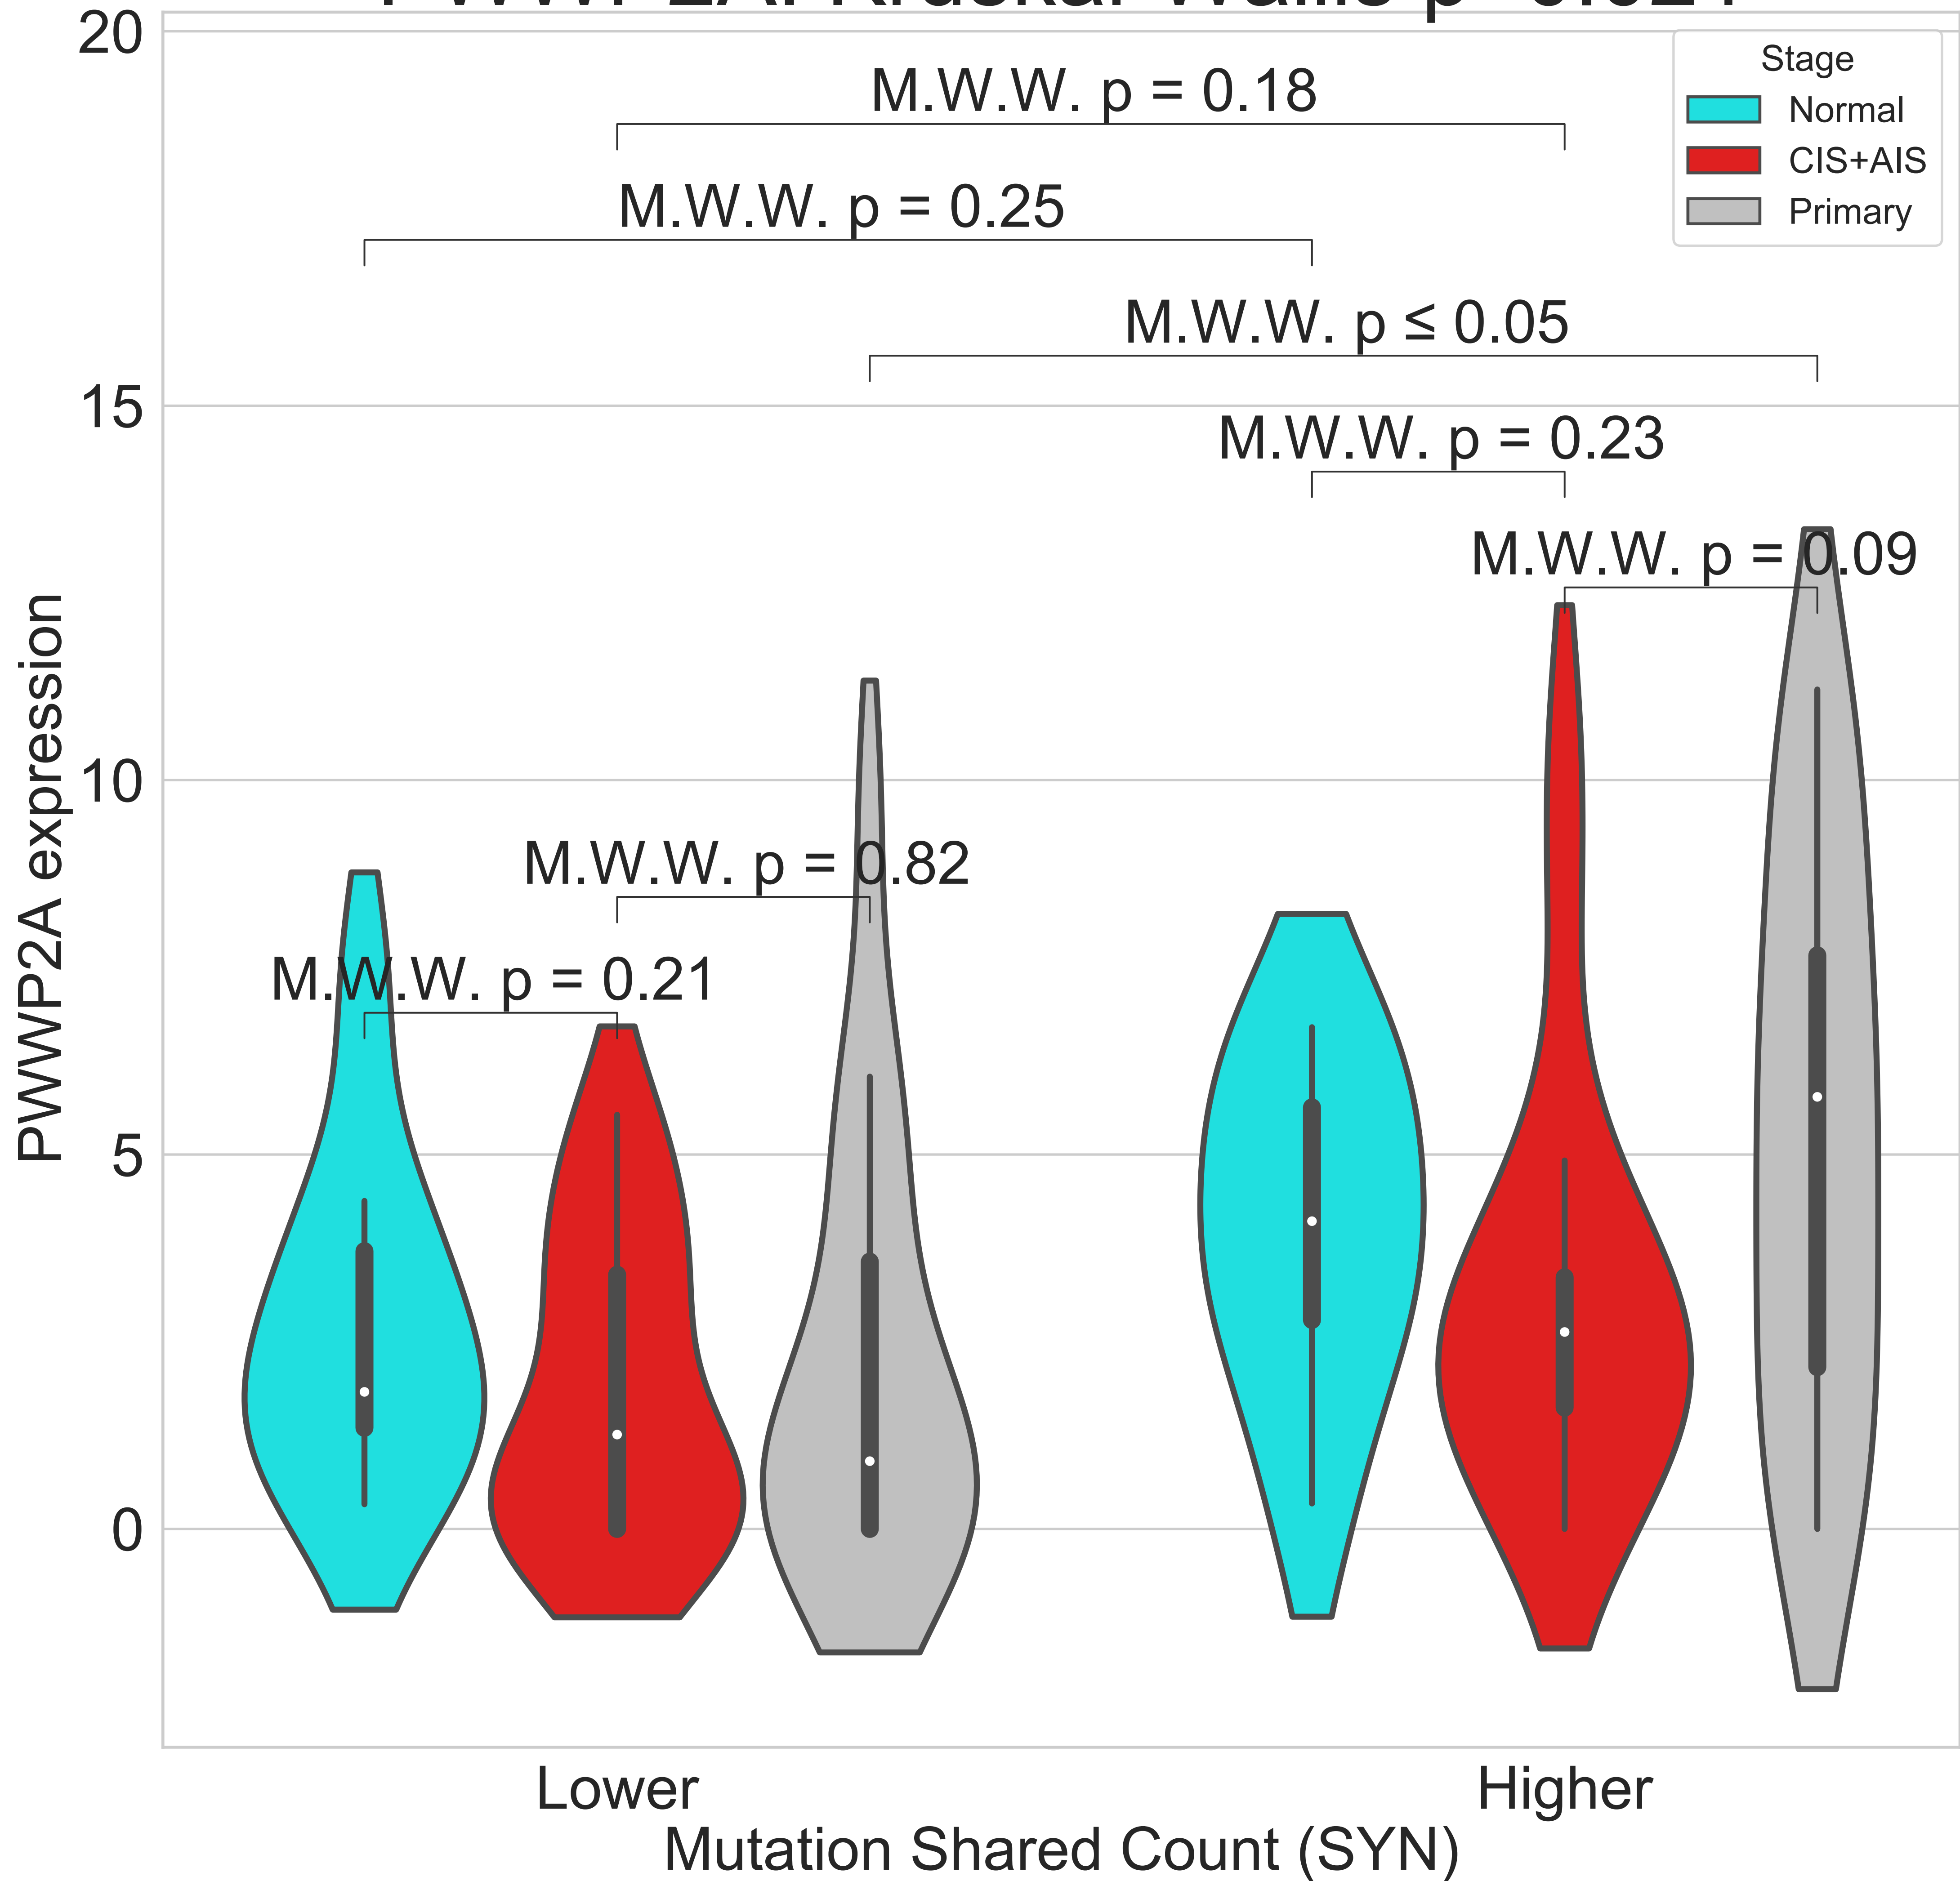 20
15
10
5
0
PWWP2A expression
M.W.W. p = 0.18
M.W.W. p = 0.25
M.W.W. p ≤ 0.05
M.W.W. p = 0.23
M.W.W. p = 0.09
M.W.W. p = 0.82
M.W.W. p = 0.21
Stage
Normal
CIS+AIS
Primary
Lower
Higher
Mutation Shared Count (SYN)